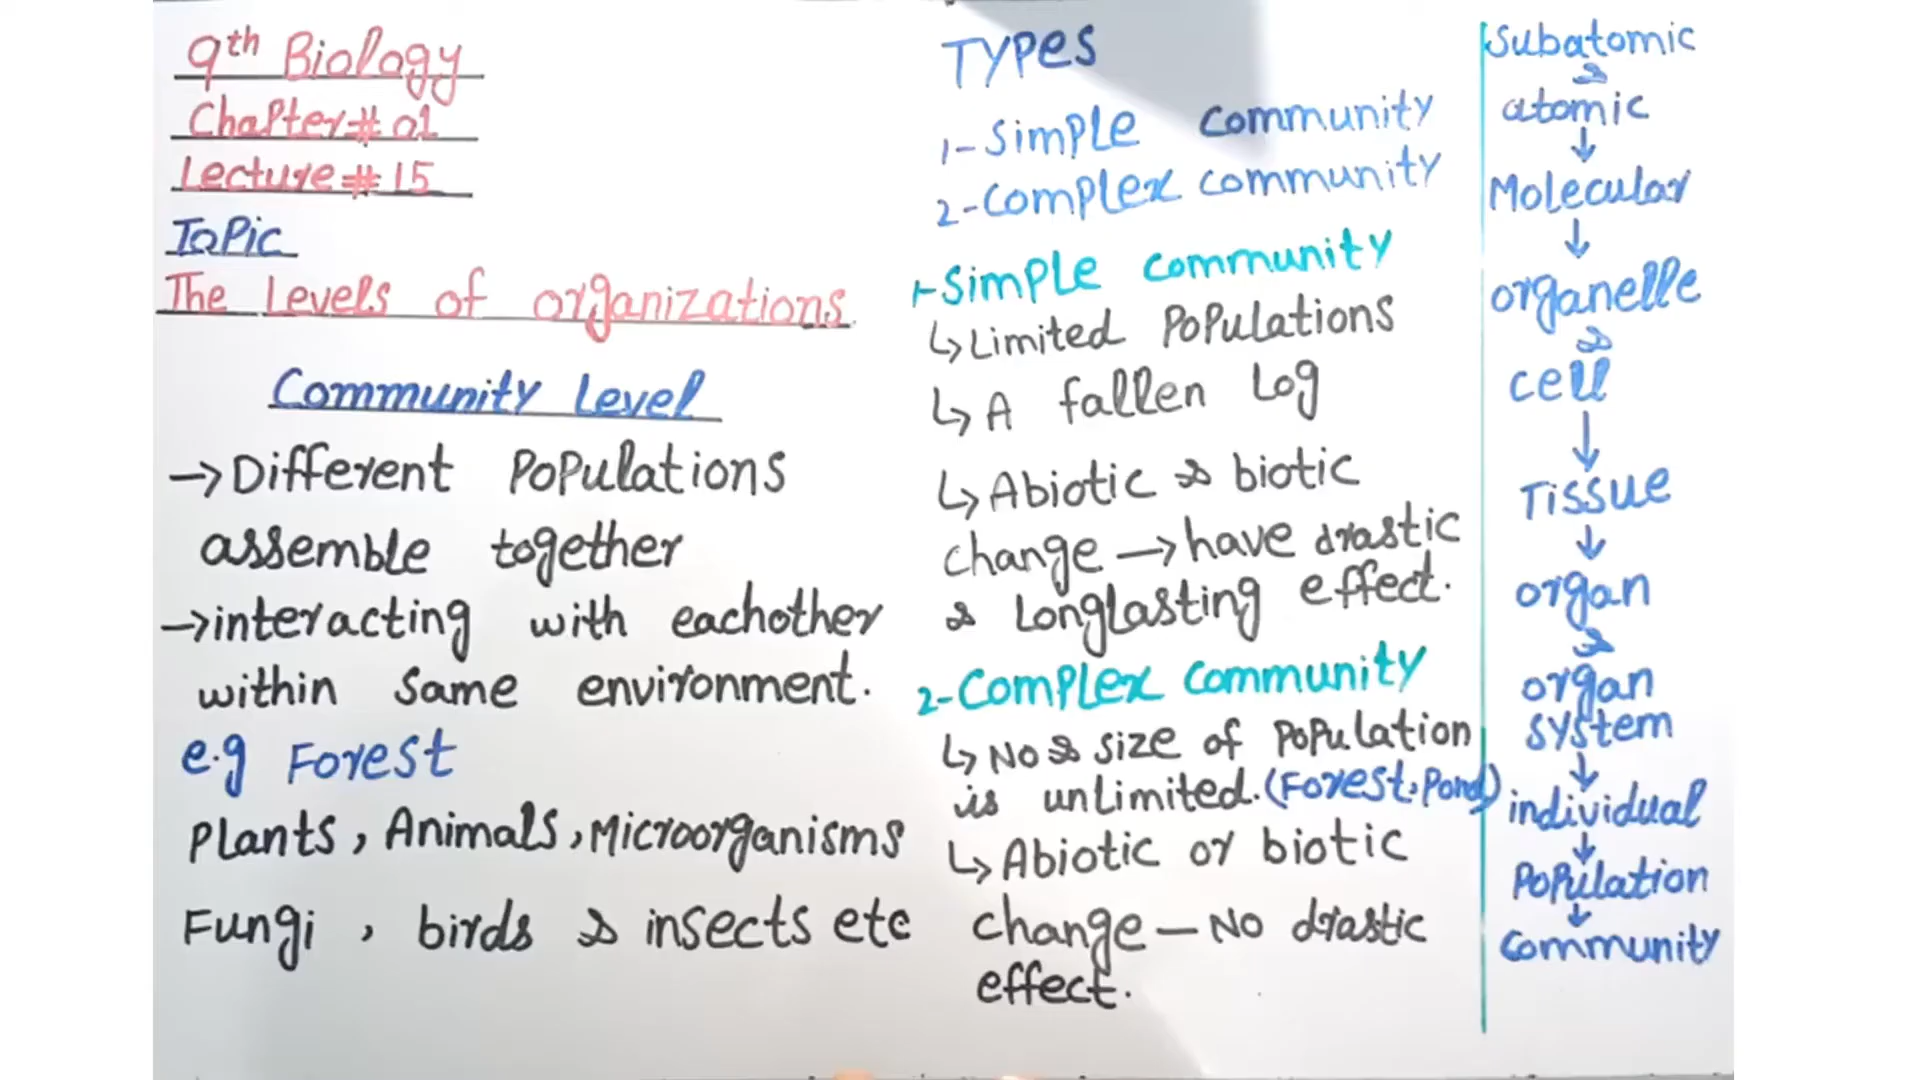 9th Biology
Chapter # 01
Lecture # 15
Topic
The Levels of organizations.
Community Level
→ Different Populations
assemble together
→ interacting with eachother
within same environment.
e.g Forest
Plants, Animals, Microorganisms
Fungi, birds & insects etc
TYPES
1- Simple community
2- Complex community
1- Simple community
↳ Limited Populations
↳ A fallen Log
↳ Abiotic & biotic
change → have drastic
& Longlasting effect.
2- Complex community
↳ No & size of Population
is unlimited. (Forest, Pond)
↳ Abiotic or biotic
change – No drastic
effect.
Subatomic
&
atomic
↓
Molecular
↓
organelle
&
cell
↓
Tissue
↓
organ
&
organ
system
↓
individual
↓
Population
↓
community